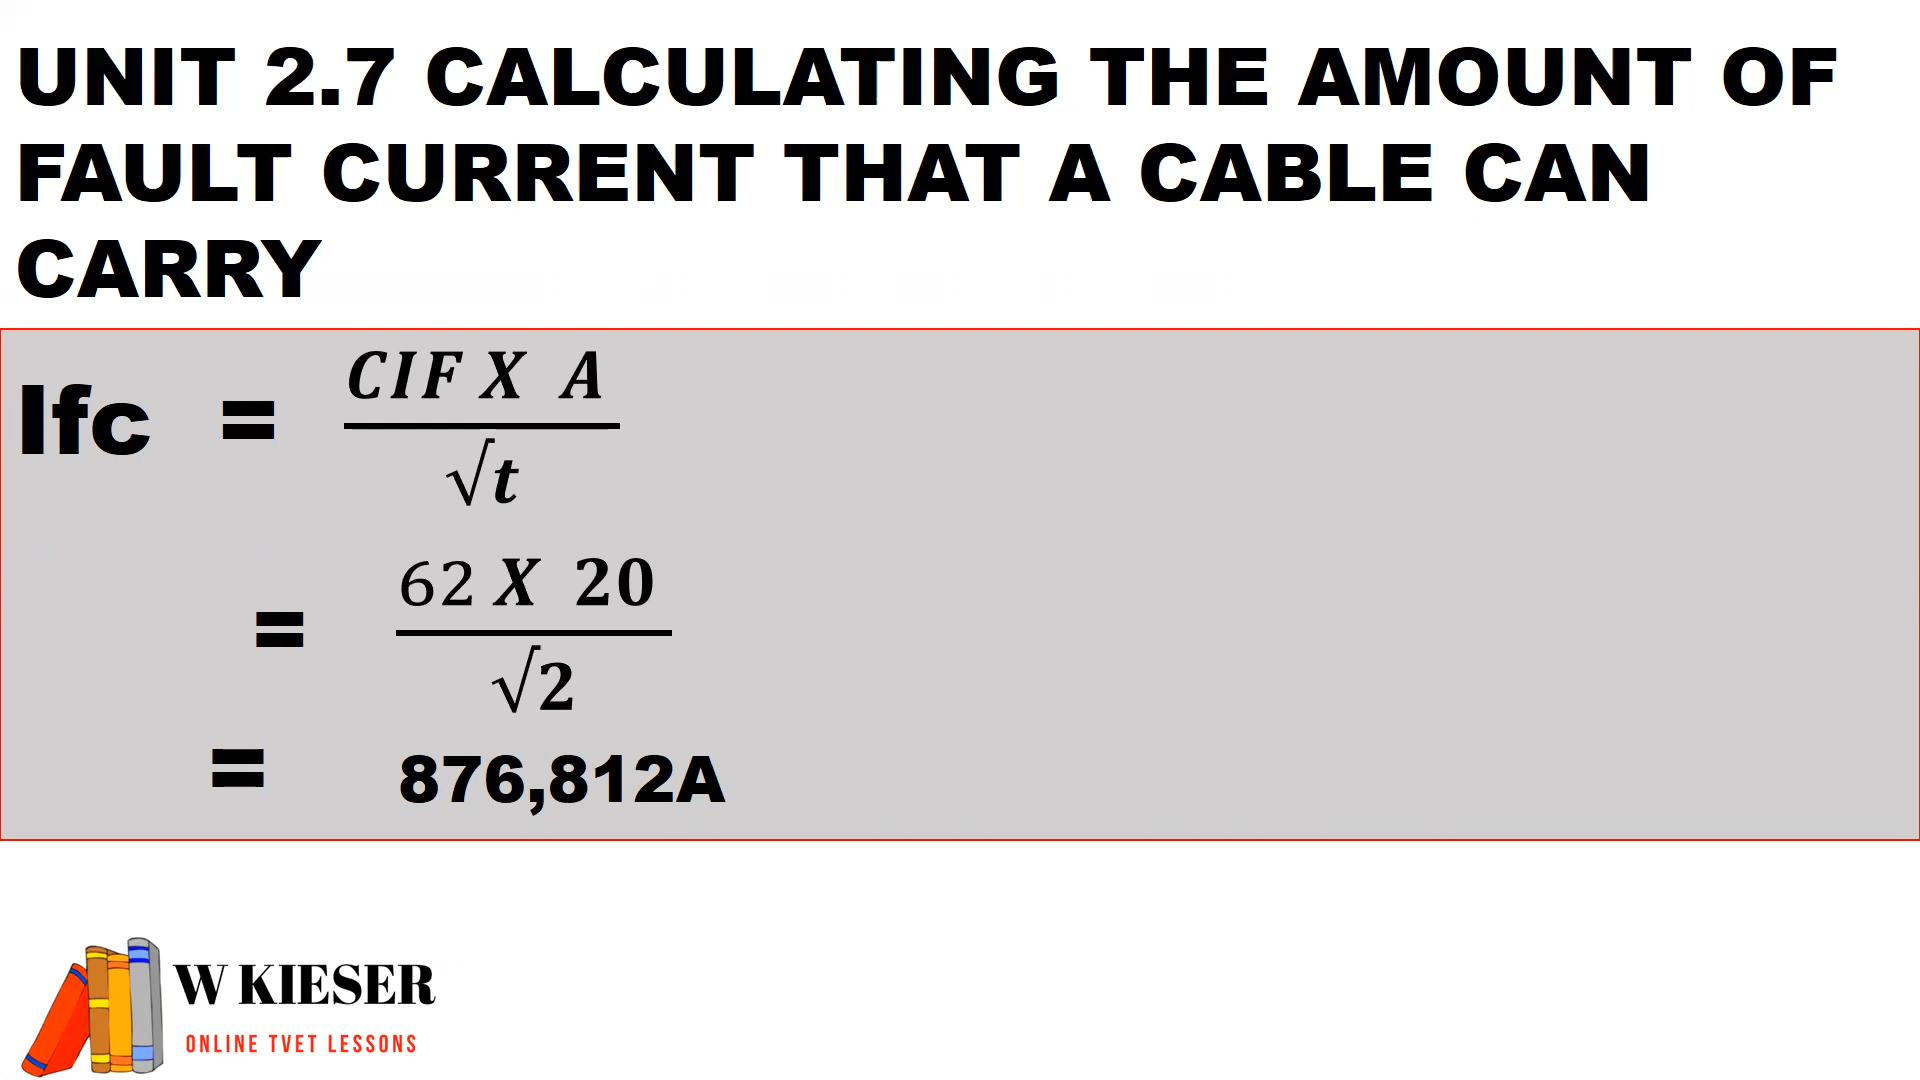 UNIT 2.7 CALCULATING THE AMOUNT OF
FAULT CURRENT THAT A CABLE CAN
CARRY
Ifc = CIF X A
√t
= 62 X 20
√2
= 876,812A
W KIESER
ONLINE TVET LESSONS